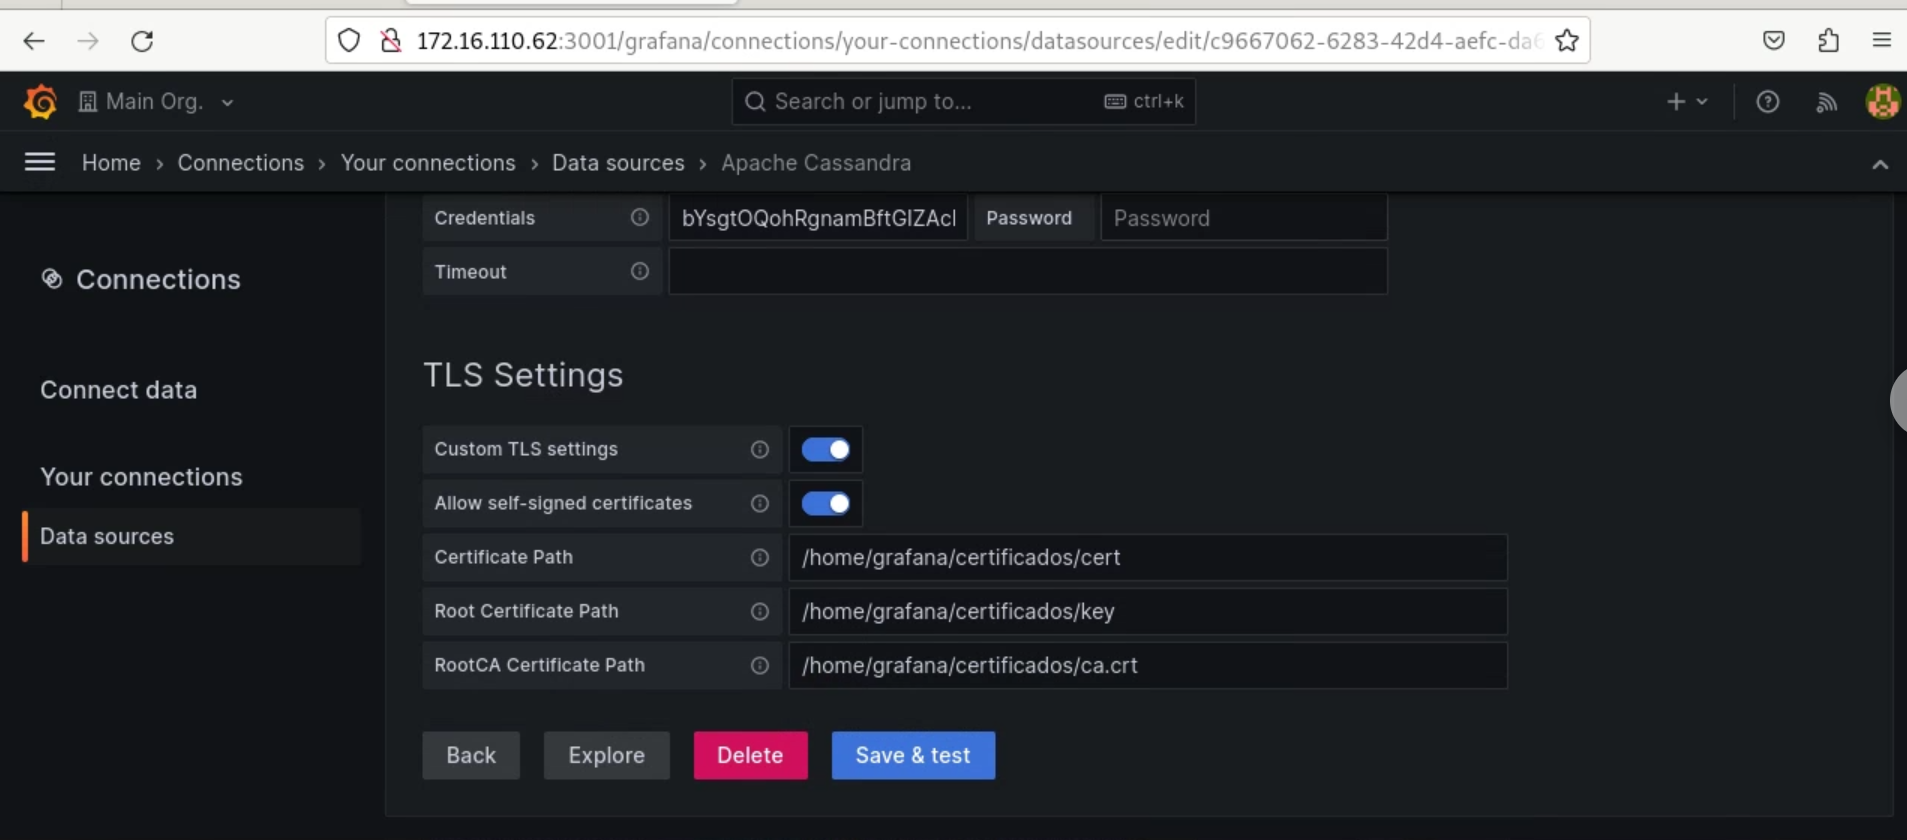 172.16.110.62:3001/grafana/connections/your-connections/datasources/edit/c9667062-6283-42d4-aefc-da6
Main Org.
Search or jump to...
ctrl+k
Home › Connections › Your connections › Data sources › Apache Cassandra
Connections
Connect data
Your connections
Data sources
Credentials
bYsgtOQohRgnamBftGIZAcl
Password
Password
Timeout
TLS Settings
Custom TLS settings
Allow self-signed certificates
Certificate Path
/home/grafana/certificados/cert
Root Certificate Path
/home/grafana/certificados/key
RootCA Certificate Path
/home/grafana/certificados/ca.crt
Back
Explore
Delete
Save & test